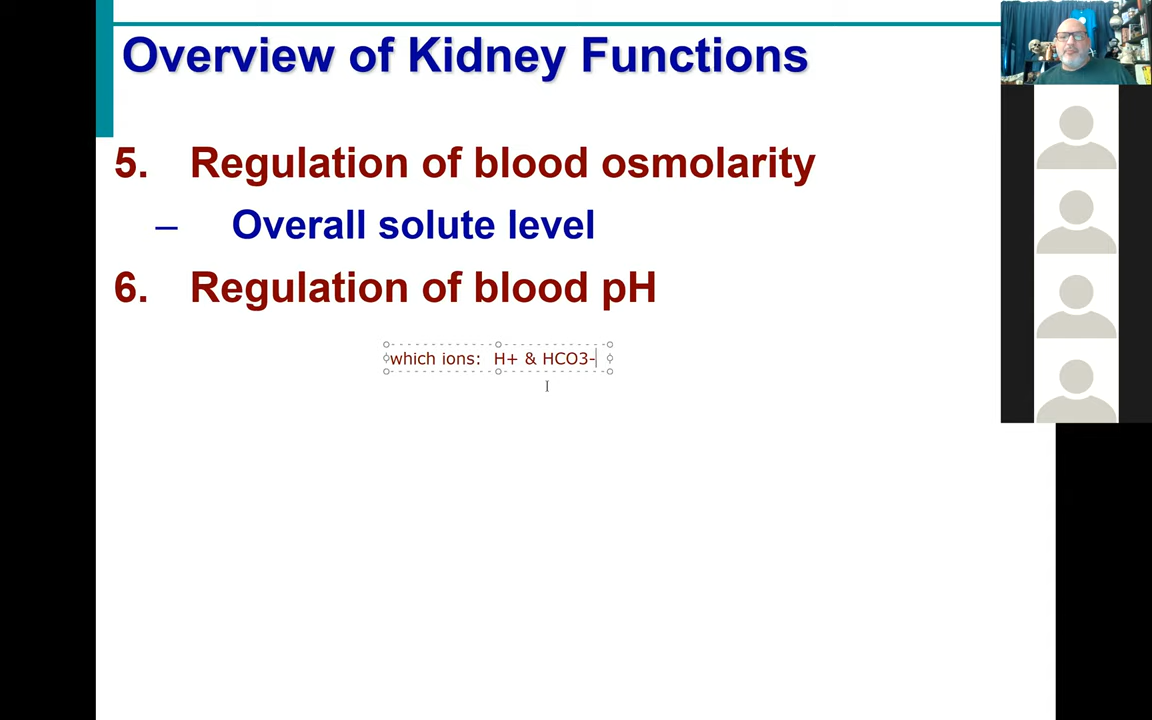 Overview of Kidney Functions
5. Regulation of blood osmolarity
– Overall solute level
6. Regulation of blood pH
which ions: H+ & HCO3-